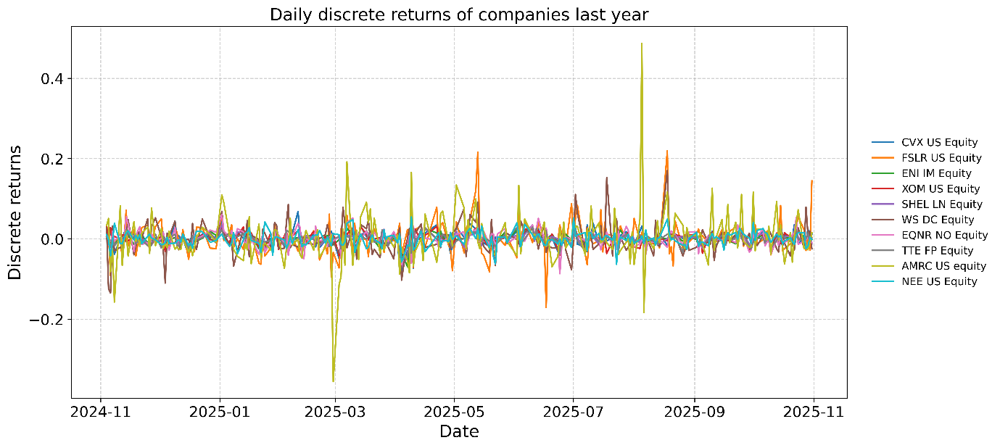 Daily discrete returns of companies last year
Discrete returns
0.4
0.2
0.0
−0.2
2024-11
2025-01
2025-03
2025-05
2025-07
2025-09
2025-11
Date
CVX US Equity
FSLR US Equity
ENI IM Equity
XOM US Equity
SHEL LN Equity
WS DC Equity
EQNR NO Equity
TTE FP Equity
AMRC US equity
NEE US Equity